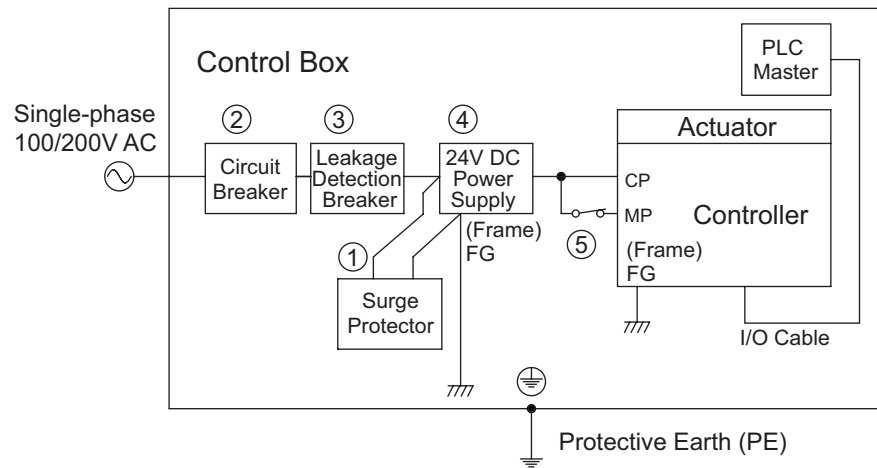 Control Box
PLC
Master
Single-phase
100/200V AC
②
③
④
Circuit
Breaker
Leakage
Detection
Breaker
24V DC
Power
Supply
(Frame)
FG
Actuator
CP
MP
Controller
⑤
(Frame)
FG
①
Surge
Protector
I/O Cable
Protective Earth (PE)